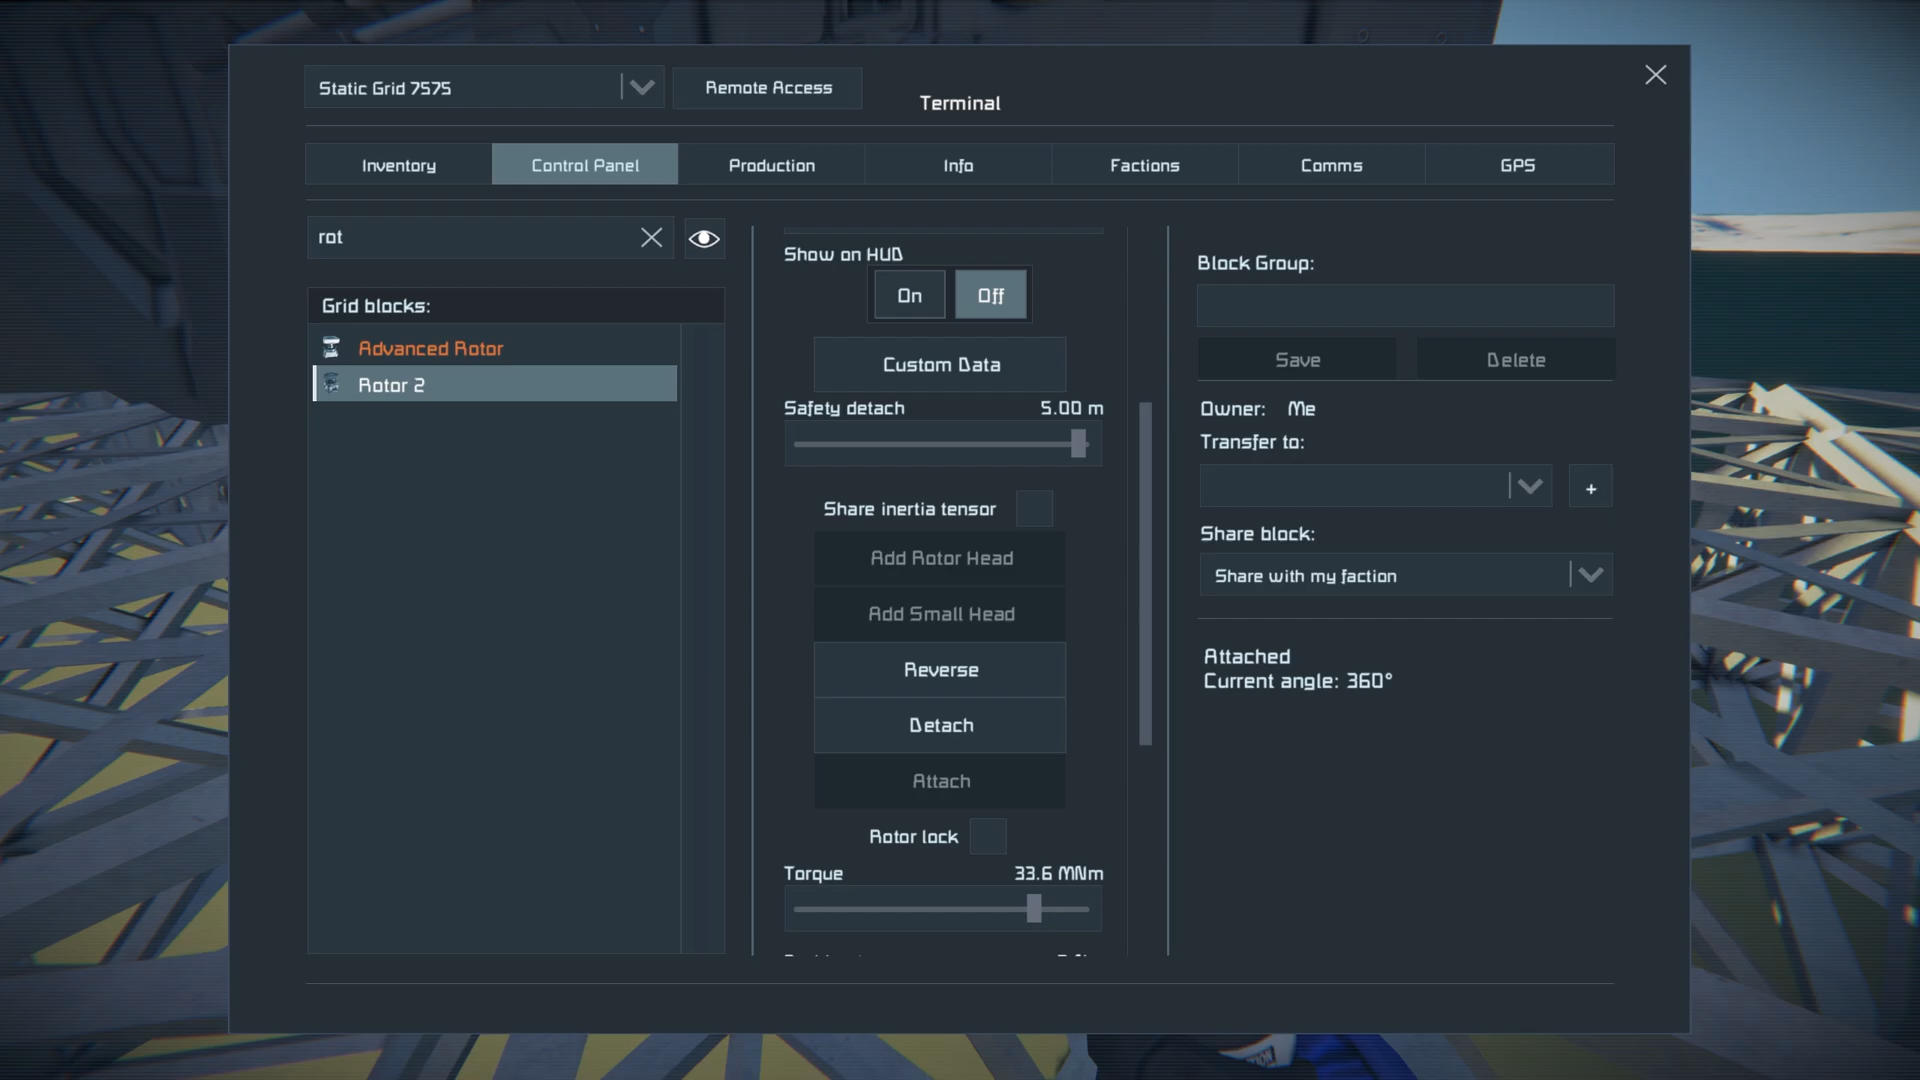 Static Grid 7575
Remote Access
Terminal
Inventory
Control Panel
Production
Info
Factions
Comms
GPS
rot
Grid blocks:
Advanced Rotor
Rotor 2
Show on HUD
On
Off
Custom Data
Safety detach 5.00 m
Share inertia tensor
Add Rotor Head
Add Small Head
Reverse
Detach
Attach
Rotor lock
Torque 33.6 MNm
Block Group:
Save
Delete
Owner: Me
Transfer to:
+
Share block:
Share with my faction
Attached
Current angle: 360°